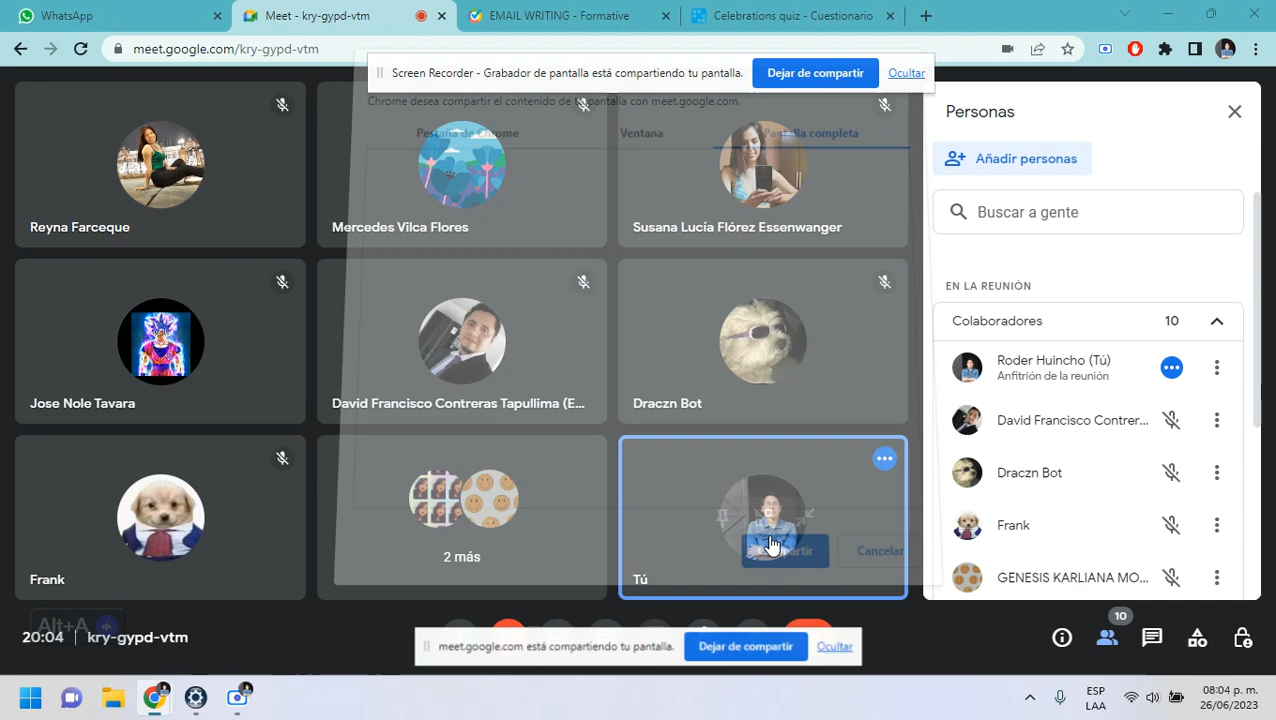 WhatsApp
Meet - kry-gypd-vtm
EMAIL WRITING - Formative
Celebrations quiz - Cuestionario
meet.google.com/kry-gypd-vtm
Screen Recorder - Grabador de pantalla está compartiendo tu pantalla.
Dejar de compartir
Ocultar
Chrome desea compartir el contenido de tu pantalla con meet.google.com.
Pestaña de Chrome
Ventana
Pantalla completa
Reyna Farceque
Mercedes Vilca Flores
Susana Lucía Flórez Essenwanger
Jose Nole Tavara
David Francisco Contreras Tapullima (E...
Draczn Bot
Frank
2 más
Tú
Cancelar
Personas
Añadir personas
Buscar a gente
EN LA REUNIÓN
Colaboradores
10
Roder Huincho (Tú)
Anfitrión de la reunión
David Francisco Contrer...
Draczn Bot
Frank
GENESIS KARLIANA MO...
Alt+A
20:04
kry-gypd-vtm
meet.google.com está compartiendo tu pantalla.
Dejar de compartir
Ocultar
10
ESP
LAA
08:04 p. m.
26/06/2023